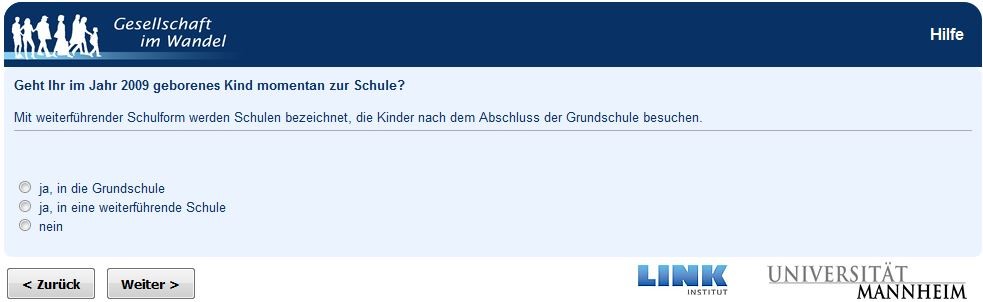 Gesellschaft
im Wandel
Hilfe
Geht Ihr im Jahr 2009 geborenes Kind momentan zur Schule?
Mit weiterführender Schulform werden Schulen bezeichnet, die Kinder nach dem Abschluss der Grundschule besuchen.
ja, in die Grundschule
ja, in eine weiterführende Schule
nein
< Zurück
Weiter >
LINK
INSTITUT
UNIVERSITÄT
MANNHEIM